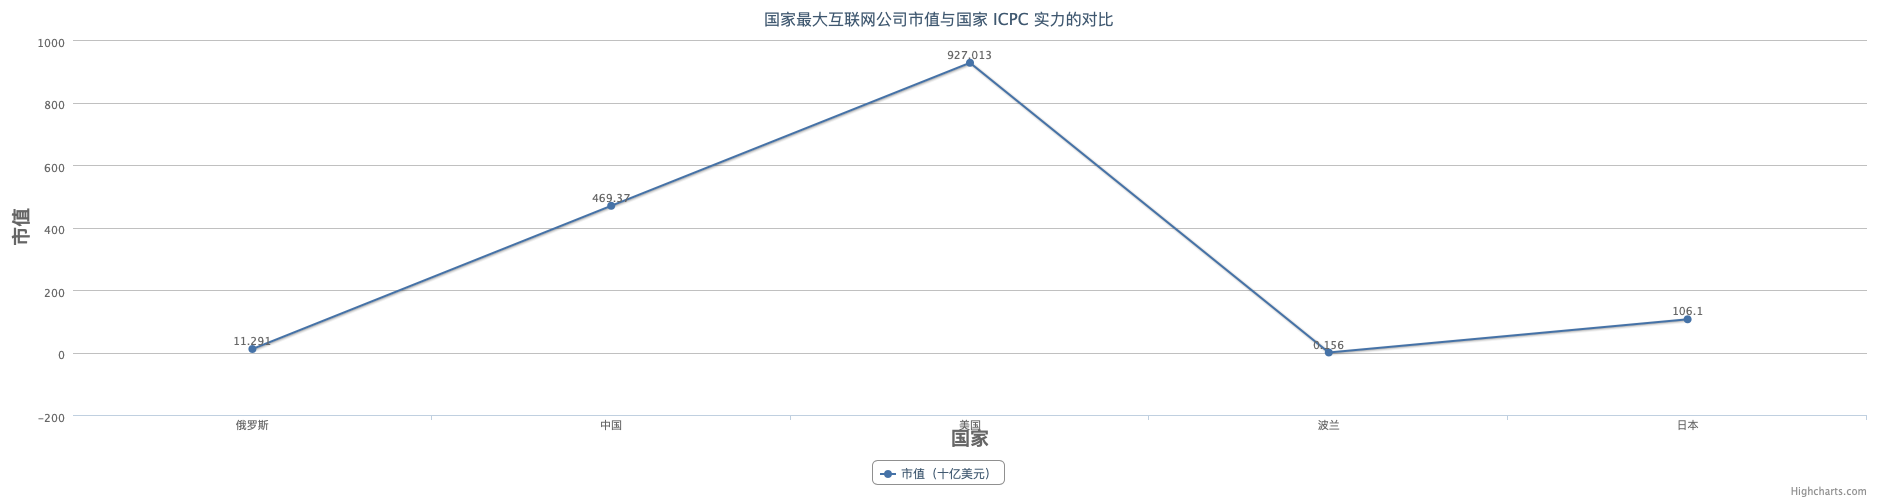 国家最大互联网公司市值与国家 ICPC 实力的对比
1000
800
600
400
200
0
-200
市值
11.291
469.37
927.013
0.156
106.1
俄罗斯
中国
美国
波兰
日本
国家
市值（十亿美元）
Highcharts.com